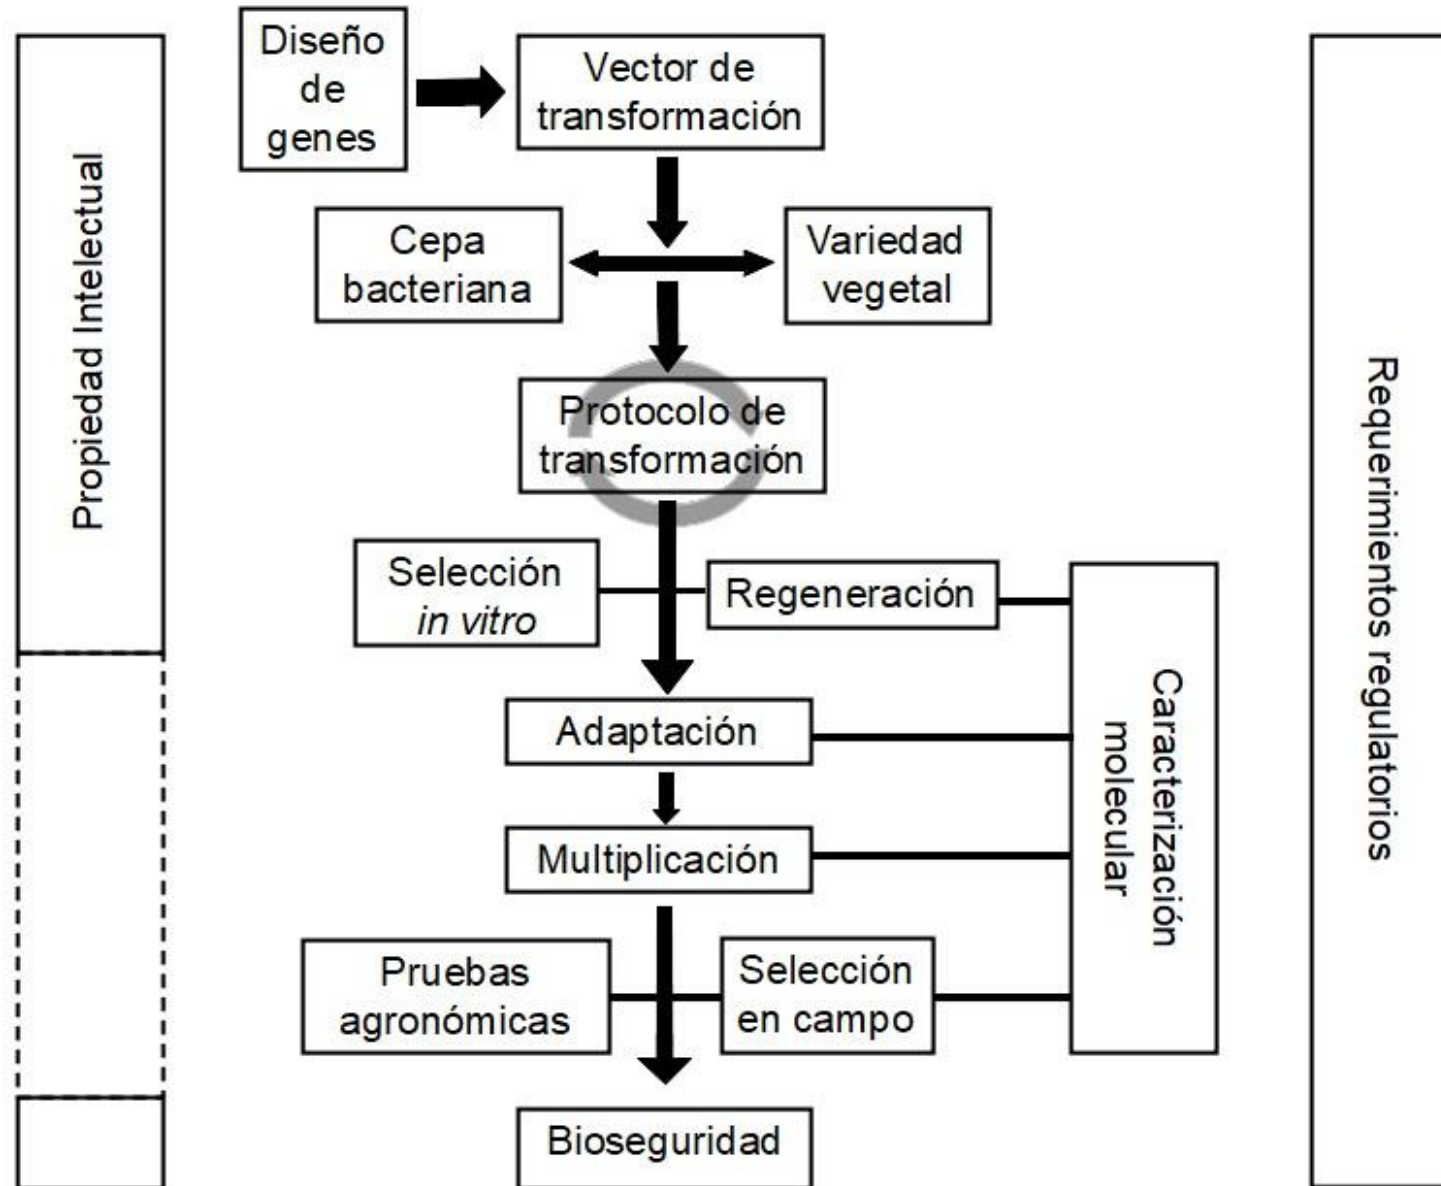 Diseño
de
genes
Vector de
transformación
Propiedad Intelectual
Cepa
bacteriana
Variedad
vegetal
Protocolo de
transformación
Selección
in vitro
Regeneración
Adaptación
Multiplicación
Caracterización
molecular
Pruebas
agronómicas
Selección
en campo
Bioseguridad
Requerimientos regulatorios